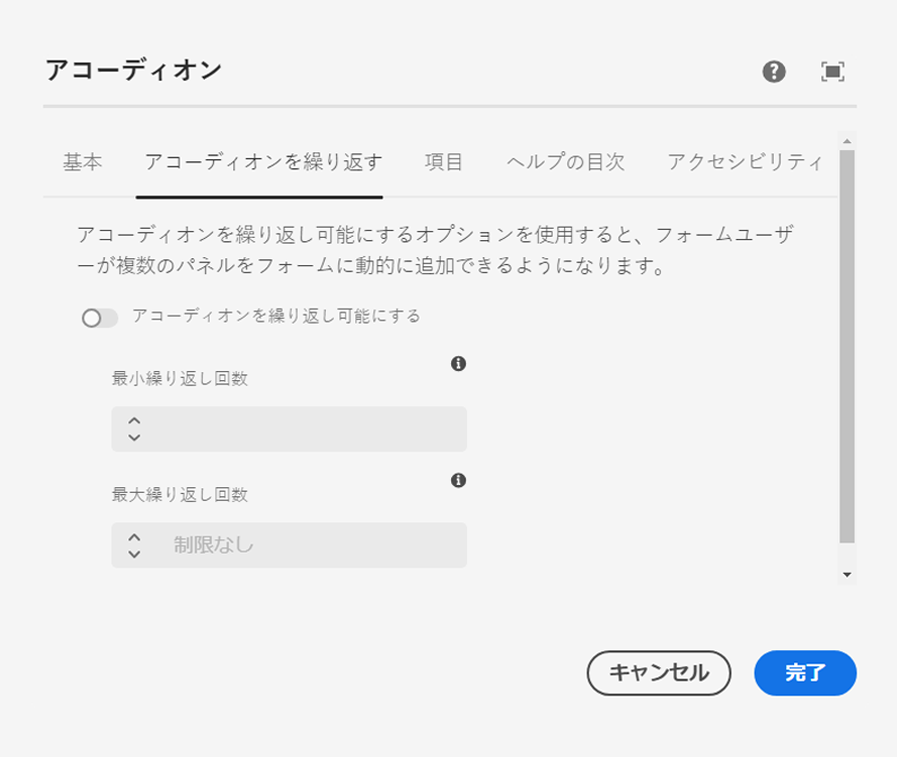 アコーディオン
基本 アコーディオンを繰り返す 項目 ヘルプの目次 アクセシビリティ
アコーディオンを繰り返し可能にするオプションを使用すると、フォームユーザ
ーが複数のパネルをフォームに動的に追加できるようになります。
アコーディオンを繰り返し可能にする
最小繰り返し回数
最大繰り返し回数
制限なし
キャンセル 完了